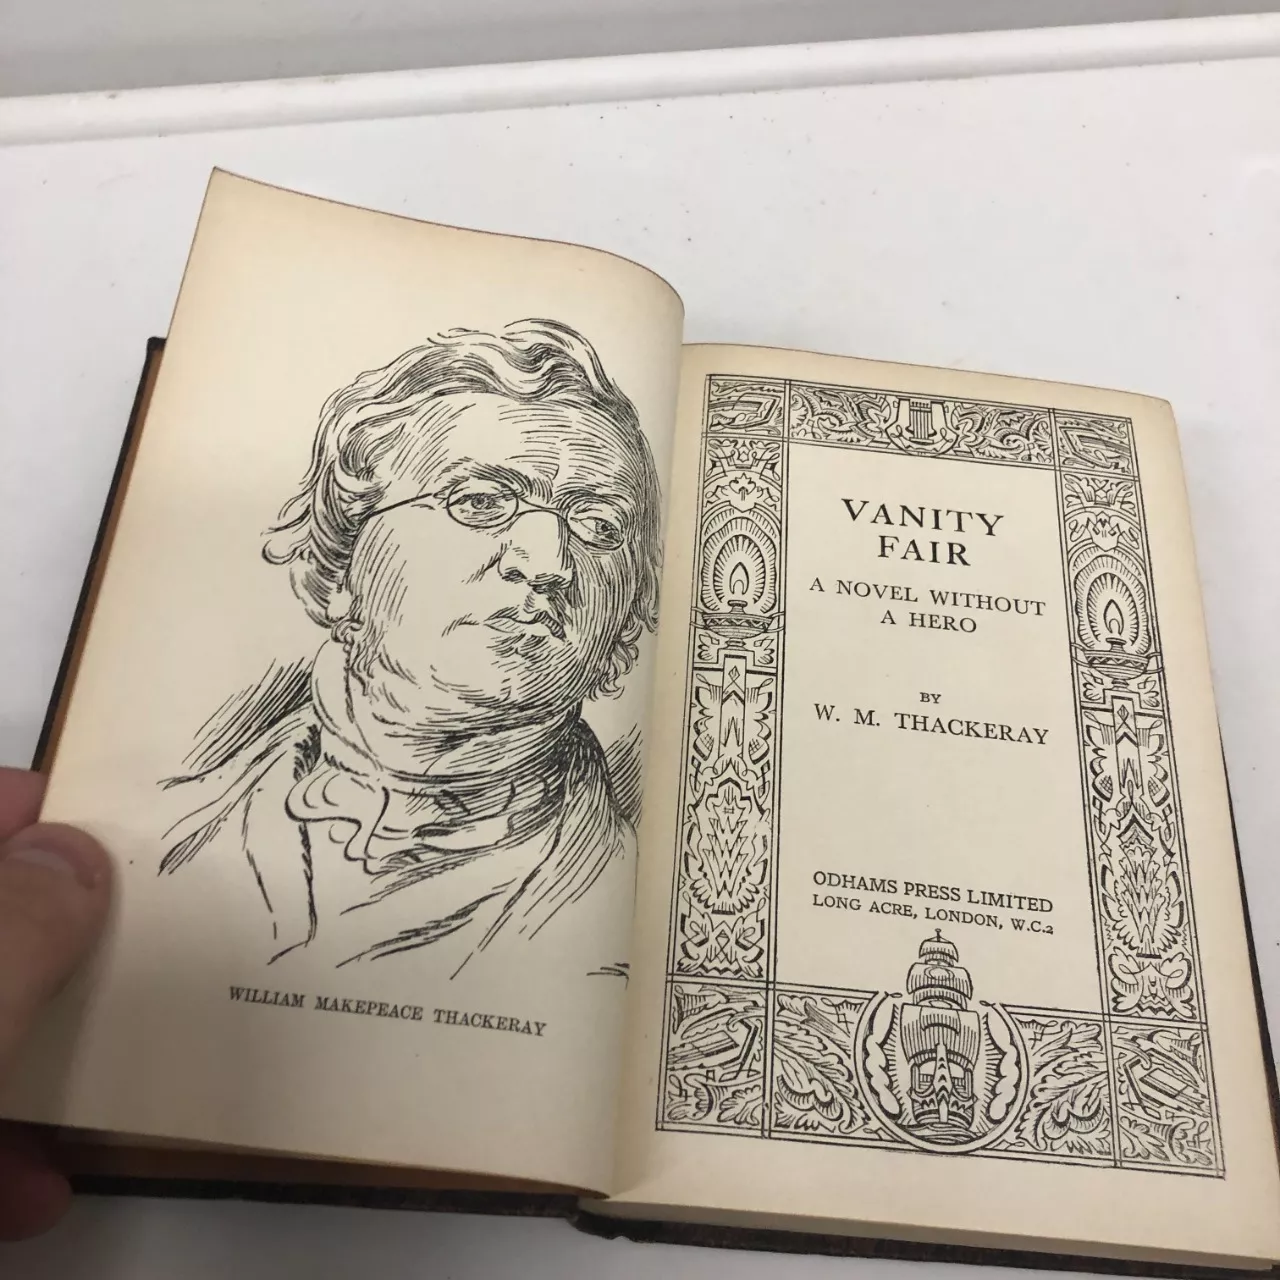 WILLIAM MAKEPEACE THACKERAY
VANITY
FAIR
A NOVEL WITHOUT
A HERO
BY
W. M. THACKERAY
ODHAMS PRESS LIMITED
LONG ACRE, LONDON, W.C.2